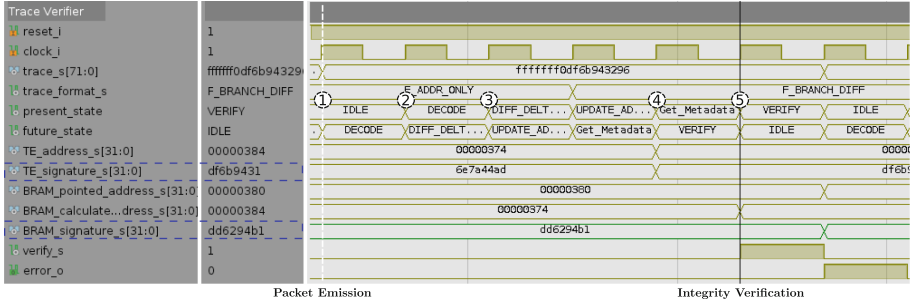 Trace Verifier
reset_i 1
clock_i 1
trace_s[71:0] fffffff0df6b943296 fffffff0df6b943296
trace_format_s F_BRANCH_DIFF F_ADDR_ONLY F_BRANCH_DIFF
1 2 3 4 5
present_state VERIFY IDLE DECODE DIFF_DELT... UPDATE_AD... Get_Metadata VERIFY IDLE
future_state IDLE . DECODE DIFF_DELT... UPDATE_AD... Get_Metadata VERIFY IDLE DECODE
TE_address_s[31:0] 00000384 00000374 0000
TE_signature_s[31:0] df6b9431 6e7a44ad df6b9
BRAM_pointed_address_s[31:0] 00000380 00000380
BRAM_calculate...dress_s[31:0] 00000384 00000374
BRAM_signature_s[31:0] dd6294b1 dd6294b1
verify_s 1
error_o 0
Packet Emission Integrity Verification